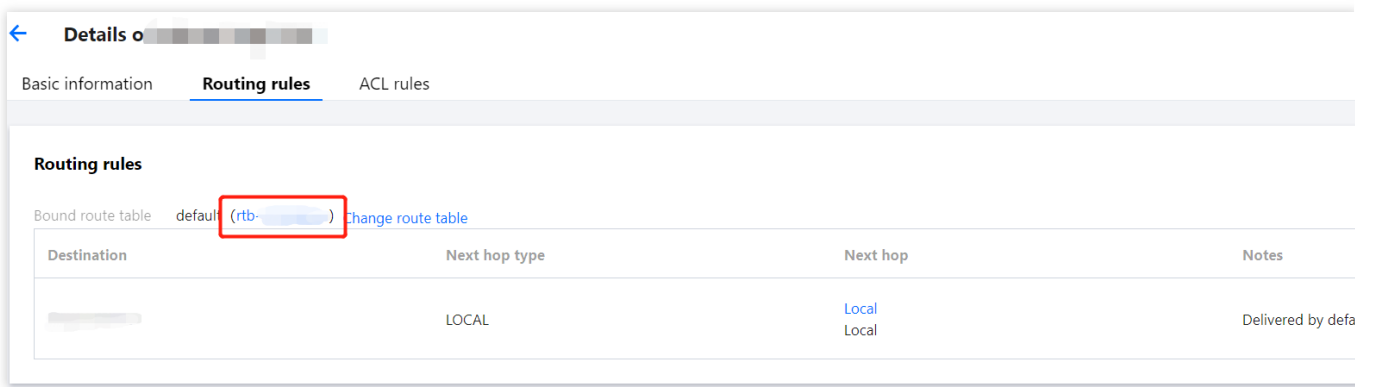 Details o
Basic information Routing rules ACL rules
Routing rules
Bound route table default (rtb- ) Change route table
Destination Next hop type Next hop Notes
LOCAL Local Delivered by defa
Local